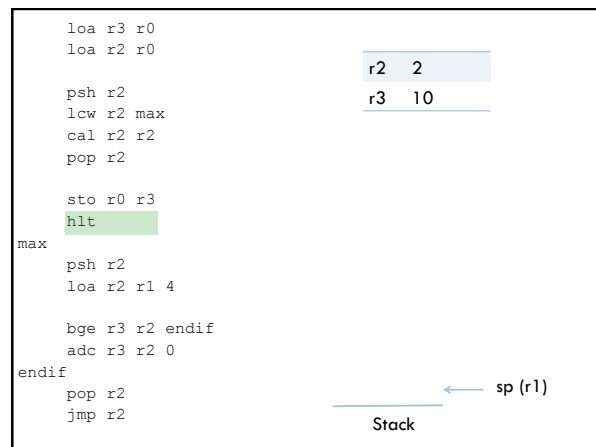 loa r3 r0
loa r2 r0
psh r2
lcw r2 max
cal r2 r2
pop r2
sto r0 r3
hlt
max
psh r2
loa r2 r1 4
bge r3 r2 endif
adc r3 r2 0
endif
pop r2
jmp r2
r2 2
r3 10
sp (r1)
Stack